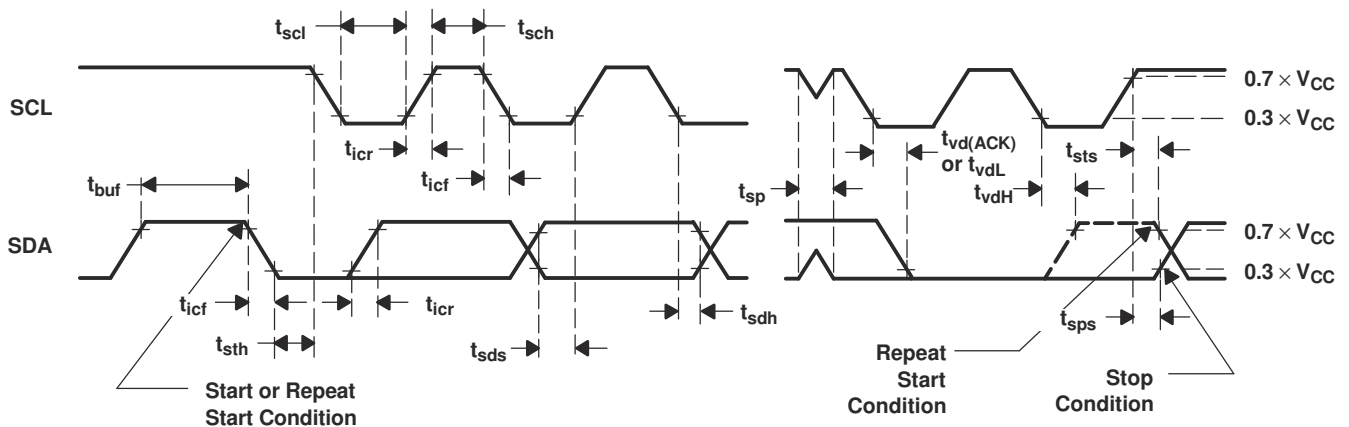 t_scl
t_sch
SCL
0.7 × V_CC
0.3 × V_CC
t_icr
t_vd(ACK)
or t_vdL
t_sts
t_buf
t_icf
t_sp
t_vdH
SDA
0.7 × V_CC
0.3 × V_CC
t_icf
t_icr
t_sdh
t_sps
t_sth
t_sds
Start or Repeat
Start Condition
Repeat
Start
Condition
Stop
Condition